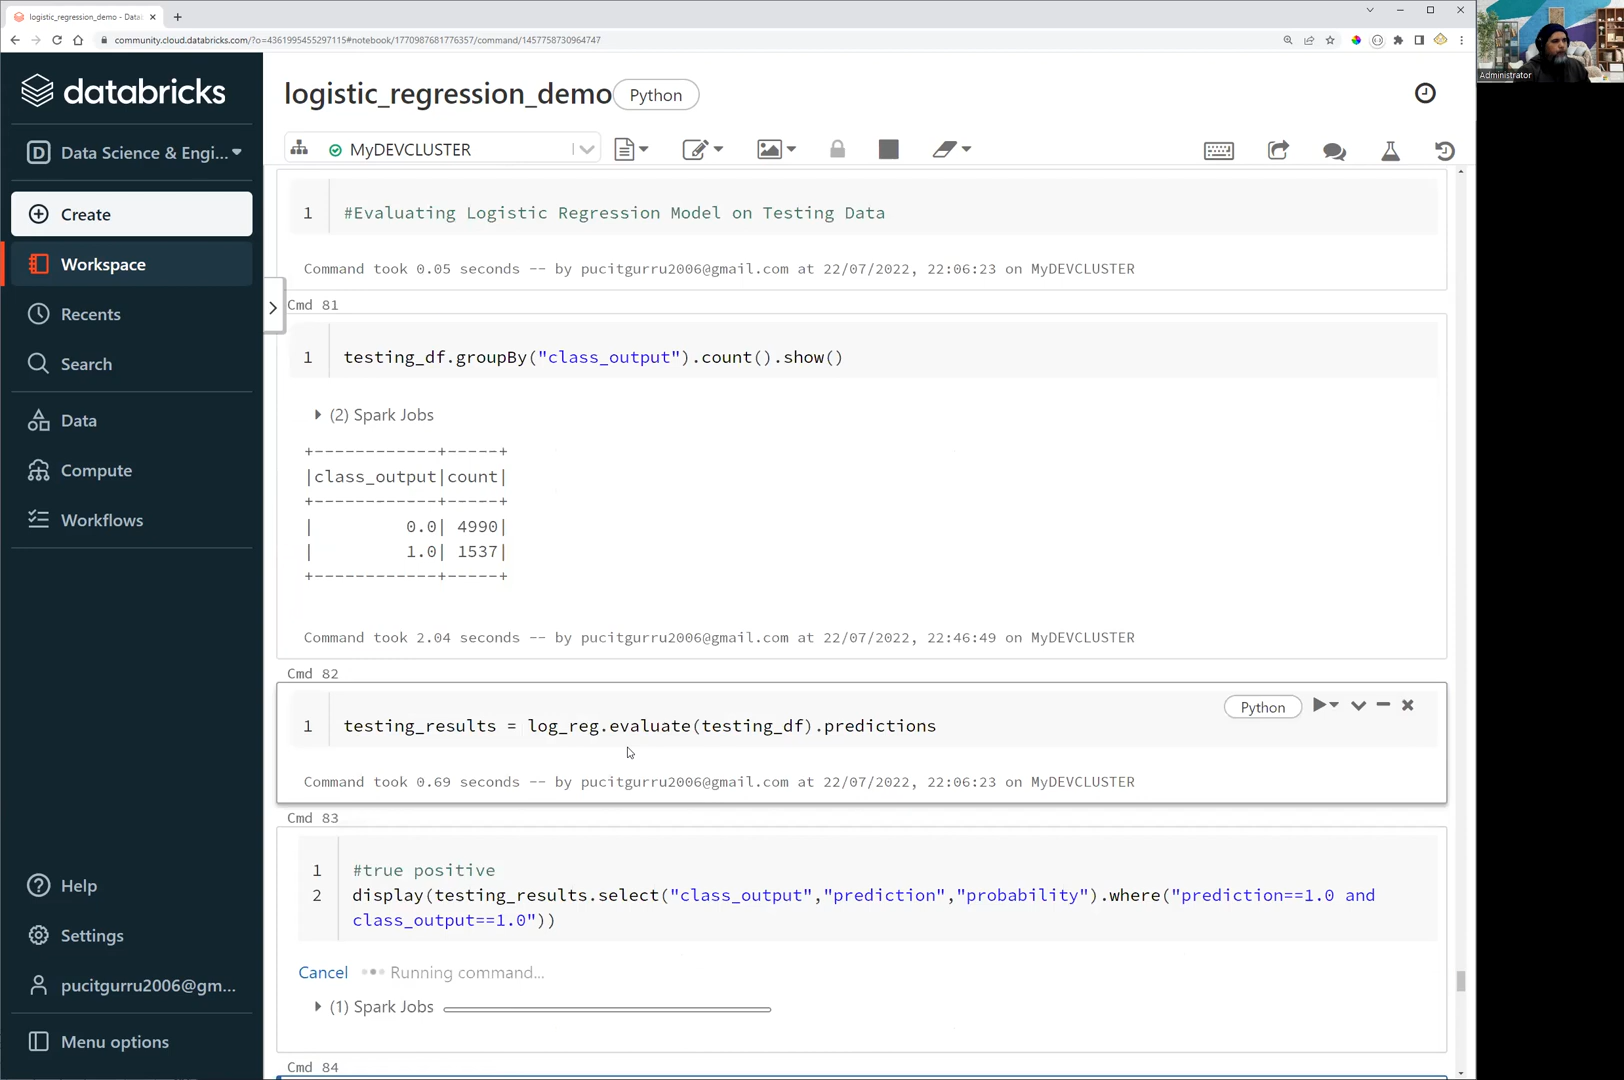 logistic_regression_demo - Data
community.cloud.databricks.com/?o=4361995455297115#notebook/1770987681776357/command/1457758730964747
Administrator
databricks
logistic_regression_demo
Python
D
Data Science & Engi...
MyDEVCLUSTER
Create
Workspace
Recents
Search
Data
Compute
Workflows
Help
Settings
pucitgurru2006@gm...
Menu options
1 #Evaluating Logistic Regression Model on Testing Data
Command took 0.05 seconds -- by pucitgurru2006@gmail.com at 22/07/2022, 22:06:23 on MyDEVCLUSTER
Cmd 81
1 testing_df.groupBy("class_output").count().show()
(2) Spark Jobs
+------------+-----+
|class_output|count|
+------------+-----+
|         0.0| 4990|
|         1.0| 1537|
+------------+-----+
Command took 2.04 seconds -- by pucitgurru2006@gmail.com at 22/07/2022, 22:46:49 on MyDEVCLUSTER
Cmd 82
Python
1 testing_results = log_reg.evaluate(testing_df).predictions
Command took 0.69 seconds -- by pucitgurru2006@gmail.com at 22/07/2022, 22:06:23 on MyDEVCLUSTER
Cmd 83
1 #true positive
2 display(testing_results.select("class_output","prediction","probability").where("prediction==1.0 and
class_output==1.0"))
Cancel Running command...
(1) Spark Jobs
Cmd 84